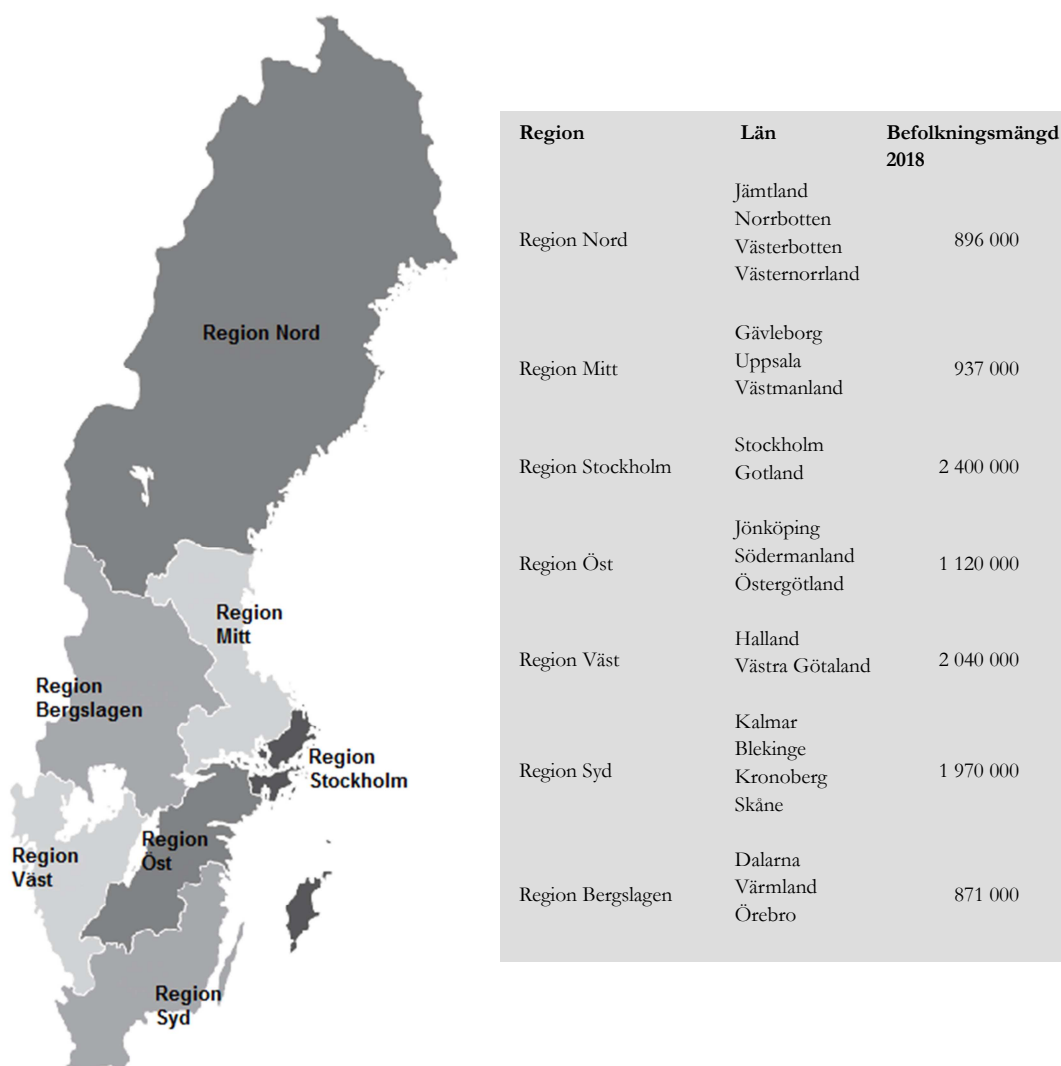 Region Nord
Region
Mitt
Region
Bergslagen
Region
Stockholm
Region
Väst
Region
Öst
Region
Syd
Region Län Befolkningsmängd
2018
Jämtland
Norrbotten
Region Nord Västerbotten 896 000
Västernorrland
Gävleborg
Region Mitt Uppsala 937 000
Västmanland
Stockholm
Region Stockholm Gotland 2 400 000
Jönköping
Region Öst Södermanland 1 120 000
Östergötland
Halland
Region Väst Västra Götaland 2 040 000
Kalmar
Blekinge
Region Syd Kronoberg 1 970 000
Skåne
Dalarna
Region Bergslagen Värmland 871 000
Örebro